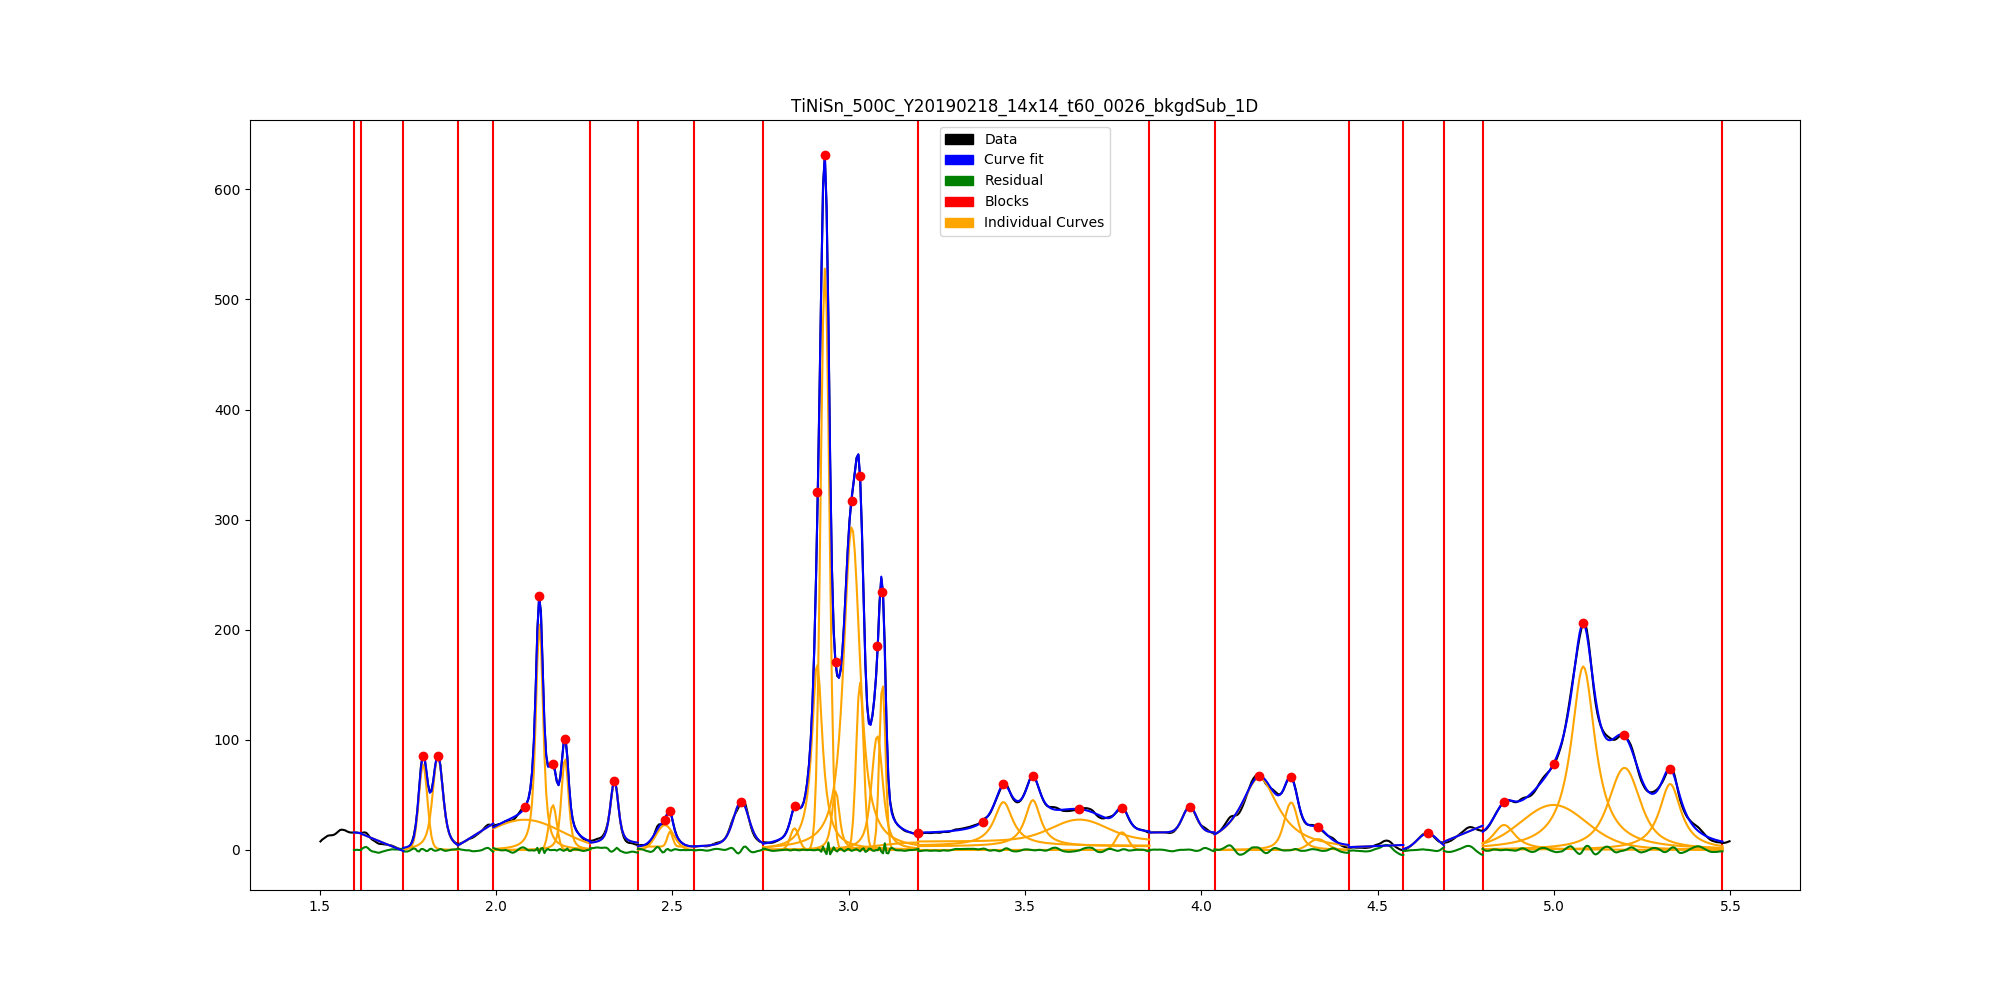 TiNiSn_500C_Y20190218_14x14_t60_0026_bkgdSub_1D
Data
Curve fit
Residual
Blocks
Individual Curves
600
500
400
300
200
100
0
1.5 2.0 2.5 3.0 3.5 4.0 4.5 5.0 5.5